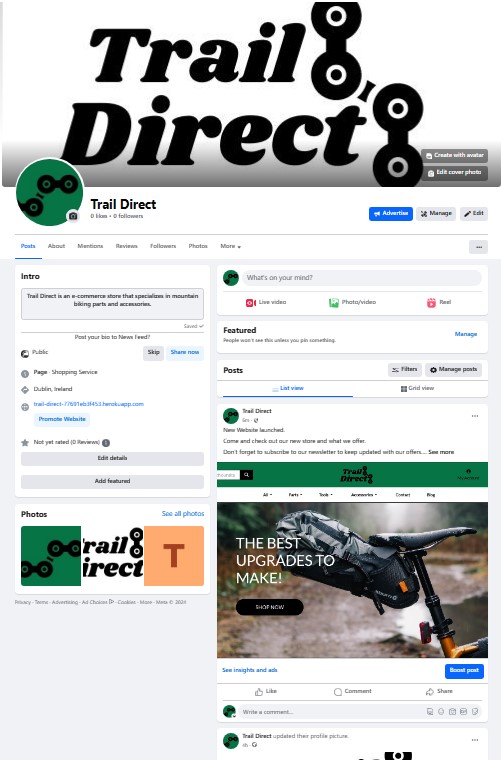 Trail
Direct
Create with avatar
Edit cover photo
Trail Direct
0 likes • 0 followers
Advertise
Manage
Edit
Posts
About
Mentions
Reviews
Followers
Photos
More
Intro
Trail Direct is an e-commerce store that specializes in mountain
biking parts and accessories.
Saved
Post your bio to News Feed?
Public
Skip
Share now
Page · Shopping Service
Dublin, Ireland
Promote Website
Not yet rated (0 Reviews)
Edit details
Add featured
Photos
See all photos
Trail
Direct
T
Privacy · Terms · Advertising · Ad Choices · Cookies · More · Meta © 2024
What's on your mind?
Live video
Photo/video
Reel
Featured
People won't see this unless you pin something.
Manage
Posts
Filters
Manage posts
List view
Grid view
Trail Direct
New Website launched.
Come and check out our new store and what we offer.
Don't forget to subscribe to our newsletter to keep updated with our offers... See more
Trail
Direct
All
Parts
Tools
Accessories
Contact
Blog
THE BEST
UPGRADES TO
MAKE!
SHOP NOW
See insights and ads
Boost post
Like
Comment
Share
Write a comment...
Trail Direct updated their profile picture.